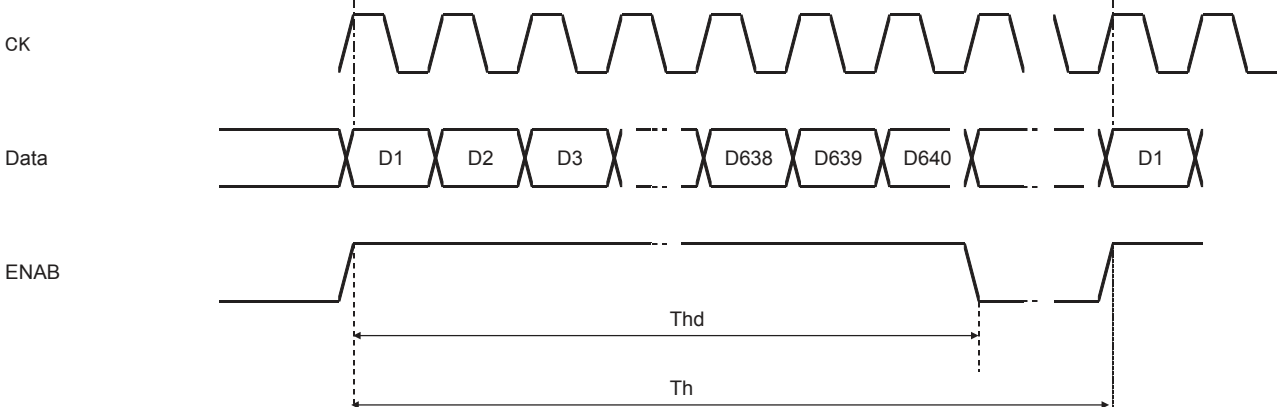 CK
Data
D1 D2 D3 D638 D639 D640 D1
ENAB
Thd
Th